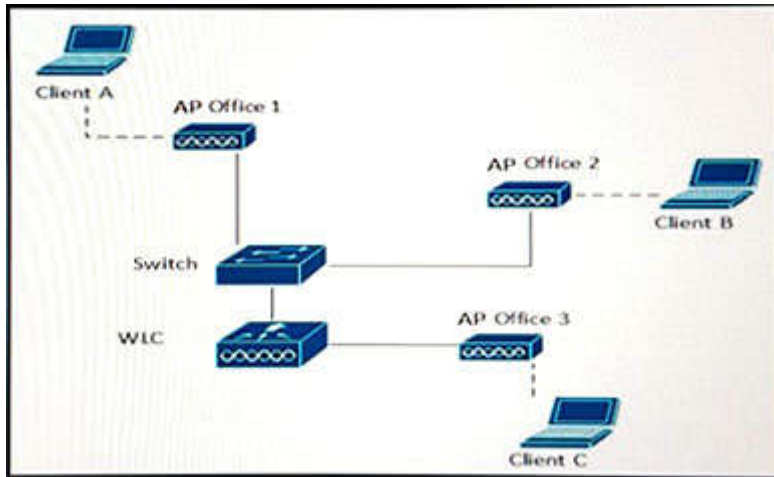 Client A
AP Office 1
AP Office 2
Client B
Switch
WLC
AP Office 3
Client C